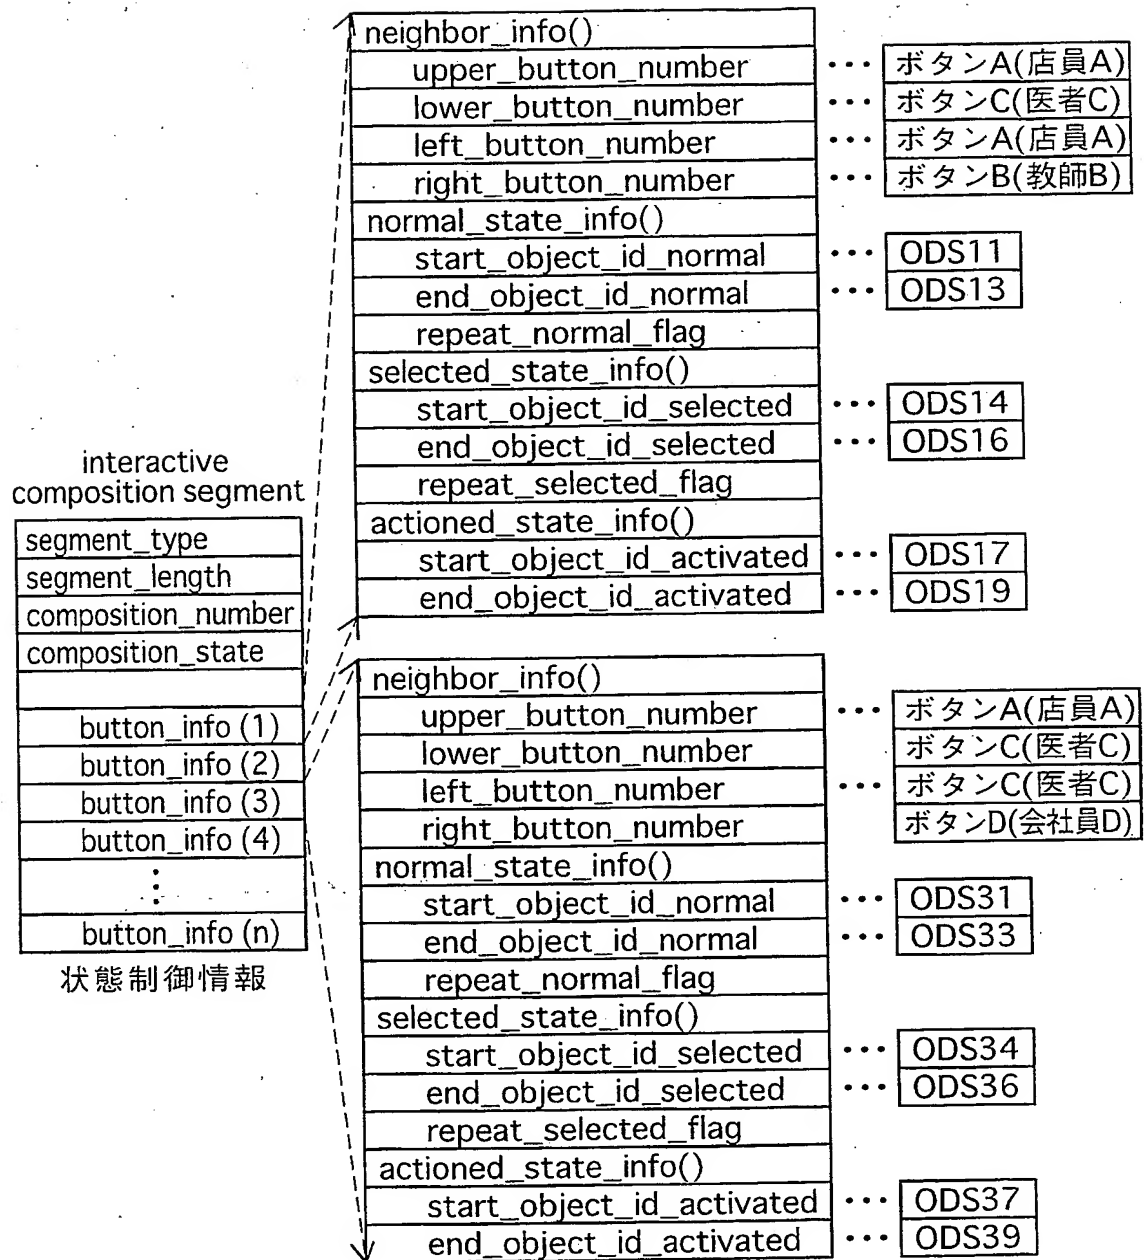 neighbor_info()
upper_button_number ・・・ ボタンA(店員A)
lower_button_number ・・・ ボタンC(医者C)
left_button_number ・・・ ボタンA(店員A)
right_button_number ・・・ ボタンB(教師B)
normal_state_info()
start_object_id_normal ・・・ ODS11
end_object_id_normal ・・・ ODS13
repeat_normal_flag
selected_state_info()
start_object_id_selected ・・・ ODS14
end_object_id_selected ・・・ ODS16
repeat_selected_flag
actioned_state_info()
start_object_id_activated ・・・ ODS17
end_object_id_activated ・・・ ODS19
interactive
composition segment
segment_type
segment_length
composition_number
composition_state
button_info (1)
button_info (2)
button_info (3)
button_info (4)
⋮
button_info (n)
状態制御情報
neighbor_info()
upper_button_number ・・・ ボタンA(店員A)
lower_button_number ボタンC(医者C)
left_button_number ・・・ ボタンC(医者C)
right_button_number ボタンD(会社員D)
normal_state_info()
start_object_id_normal ・・・ ODS31
end_object_id_normal ・・・ ODS33
repeat_normal_flag
selected_state_info()
start_object_id_selected ・・・ ODS34
end_object_id_selected ・・・ ODS36
repeat_selected_flag
actioned_state_info()
start_object_id_activated ・・・ ODS37
end_object_id_activated ・・・ ODS39